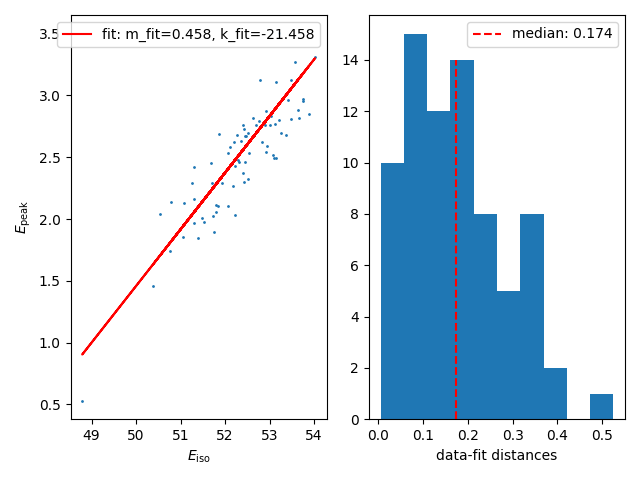 fit: m_fit=0.458, k_fit=-21.458
3.5
3.0
2.5
2.0
1.5
1.0
0.5
E_peak
49 50 51 52 53 54
E_iso
median: 0.174
14
12
10
8
6
4
2
0
0.0 0.1 0.2 0.3 0.4 0.5
data-fit distances